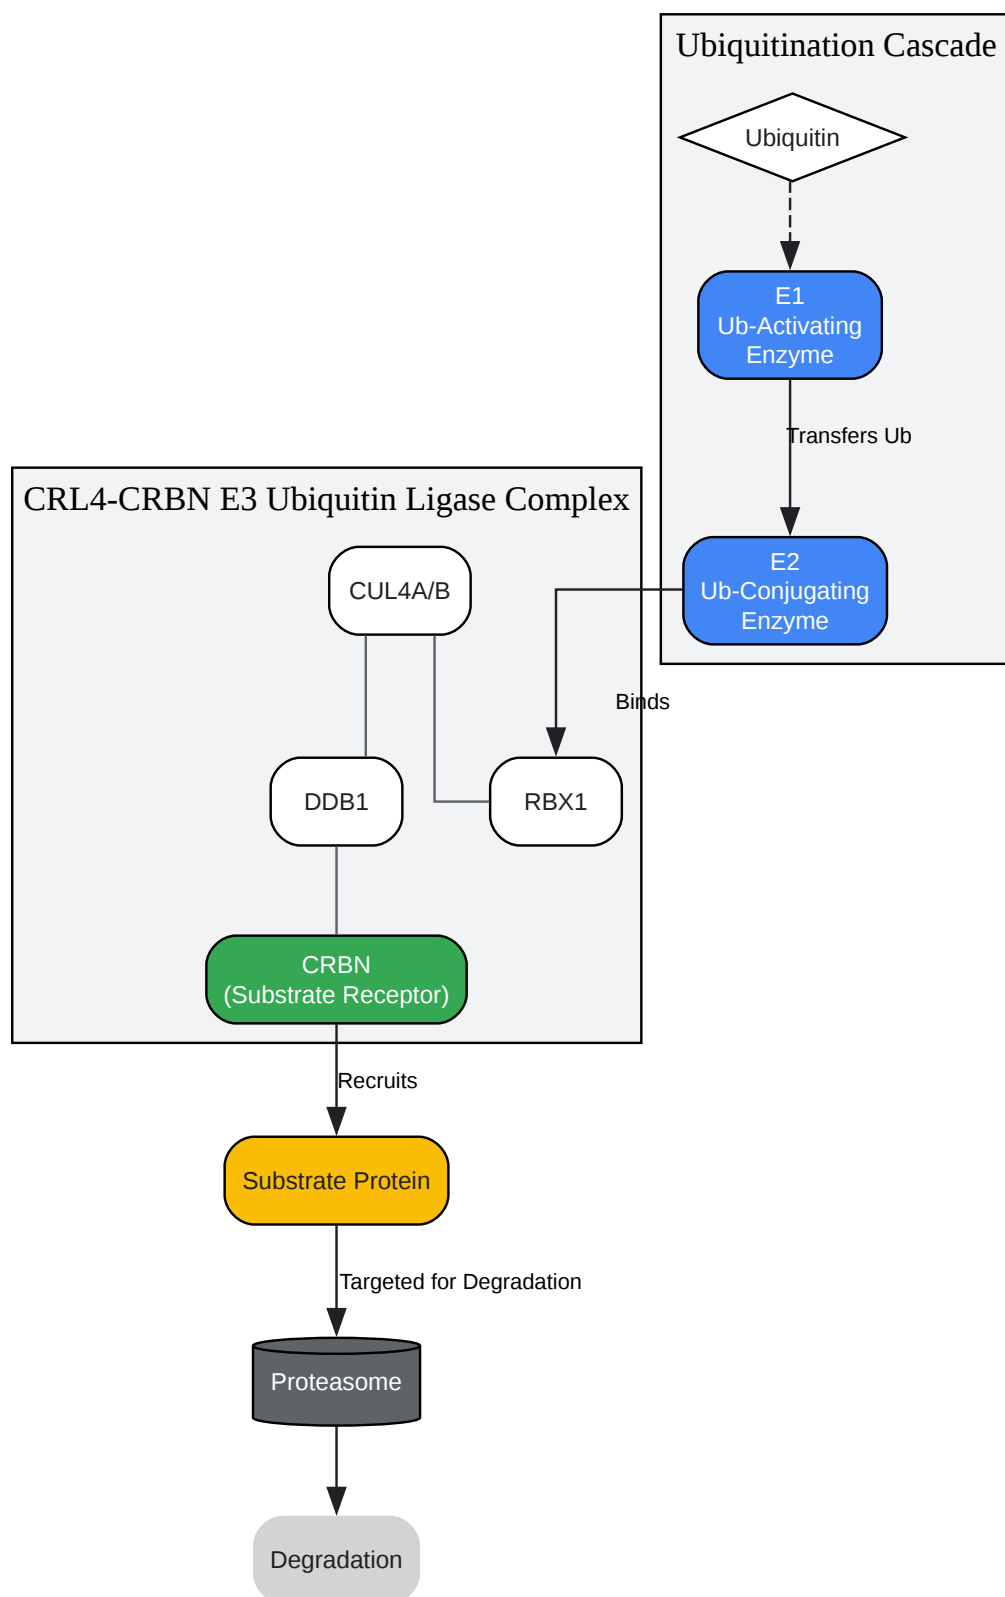 Ubiquitination Cascade
Ubiquitin
E1
Ub-Activating
Enzyme
Transfers Ub
E2
Ub-Conjugating
Enzyme
CRL4-CRBN E3 Ubiquitin Ligase Complex
CUL4A/B
Binds
DDB1
RBX1
CRBN
(Substrate Receptor)
Recruits
Substrate Protein
Targeted for Degradation
Proteasome
Degradation